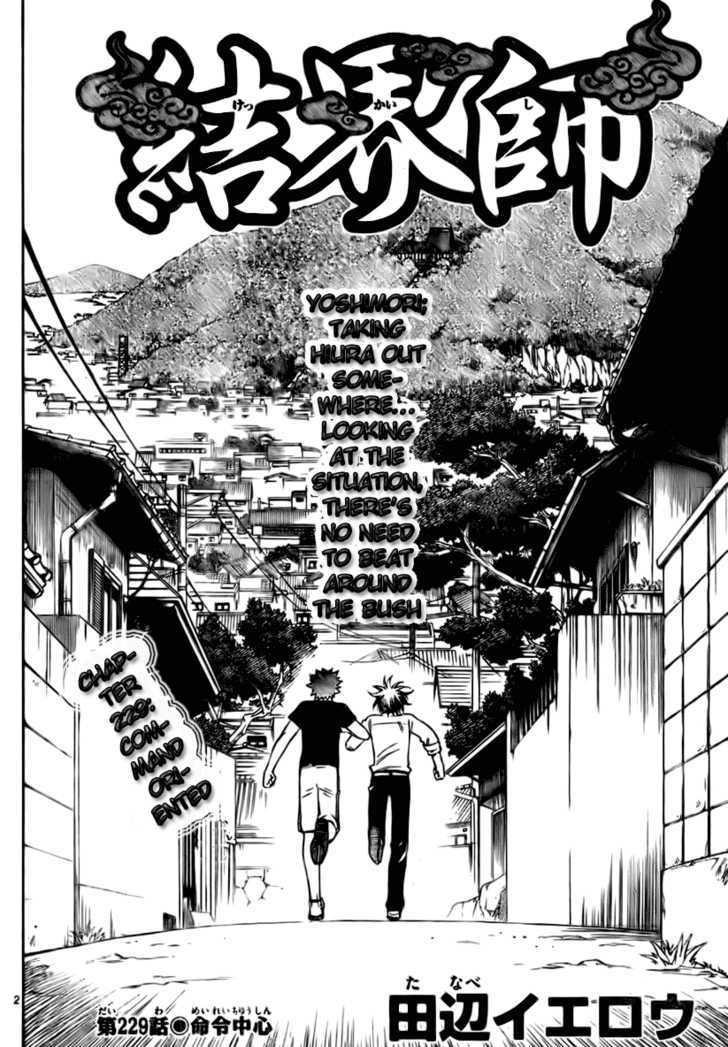 結界師
けっかいし
YOSHIMORI;
TAKING
HIURA OUT
SOME-
WHERE...
LOOKING
AT THE
SITUATION,
THERE'S
NO NEED
TO BEAT
AROUND
THE BUSH
CHAP-
TER
229:
COM-
MAND
ORI-
ENTED
2
だい わ めいれいちゅうしん
第229話●命令中心
たなべ
田辺イエロウ